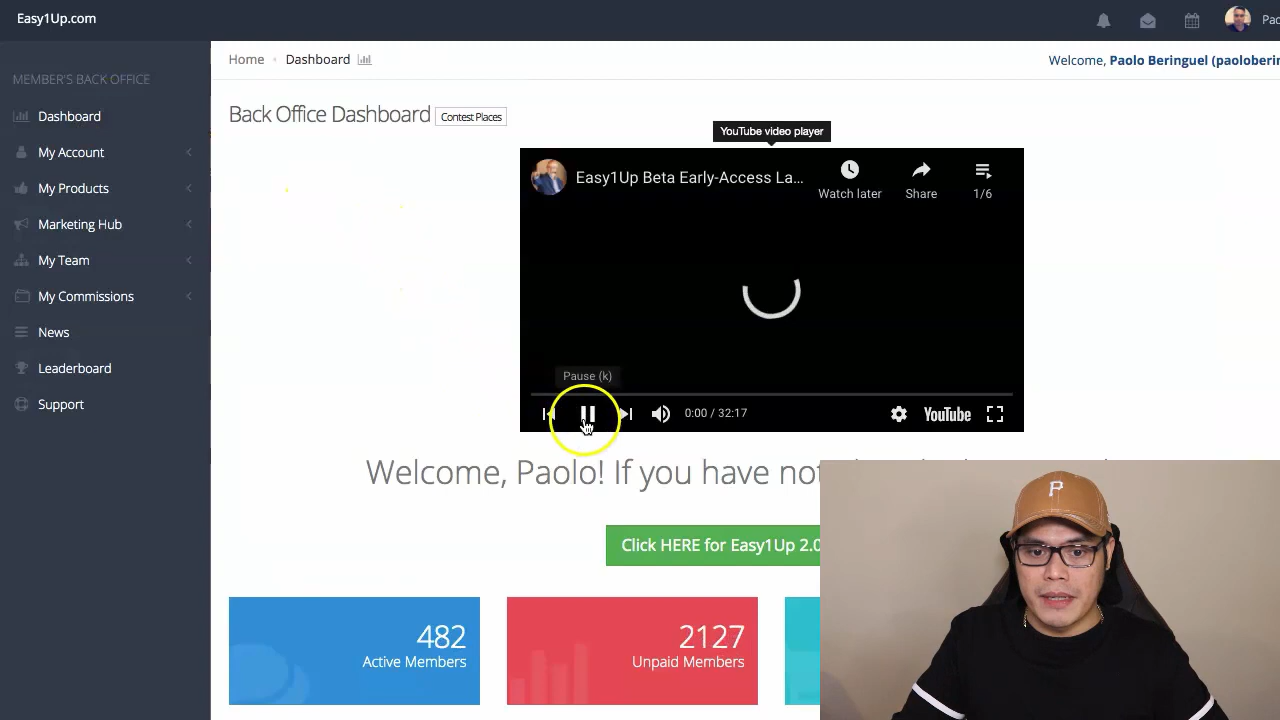 Easy1Up.com
Pao
MEMBER'S BACK OFFICE
Home • Dashboard
Welcome, Paolo Beringuel (paoloberin
Dashboard
My Account
My Products
Marketing Hub
My Team
My Commissions
News
Leaderboard
Support
Back Office Dashboard
Contest Places
YouTube video player
Easy1Up Beta Early-Access La...
Watch later
Share
1/6
Pause (k)
0:00 / 32:17
YouTube
Welcome, Paolo! If you have not
Click HERE for Easy1Up 2.0
482
Active Members
2127
Unpaid Members
P